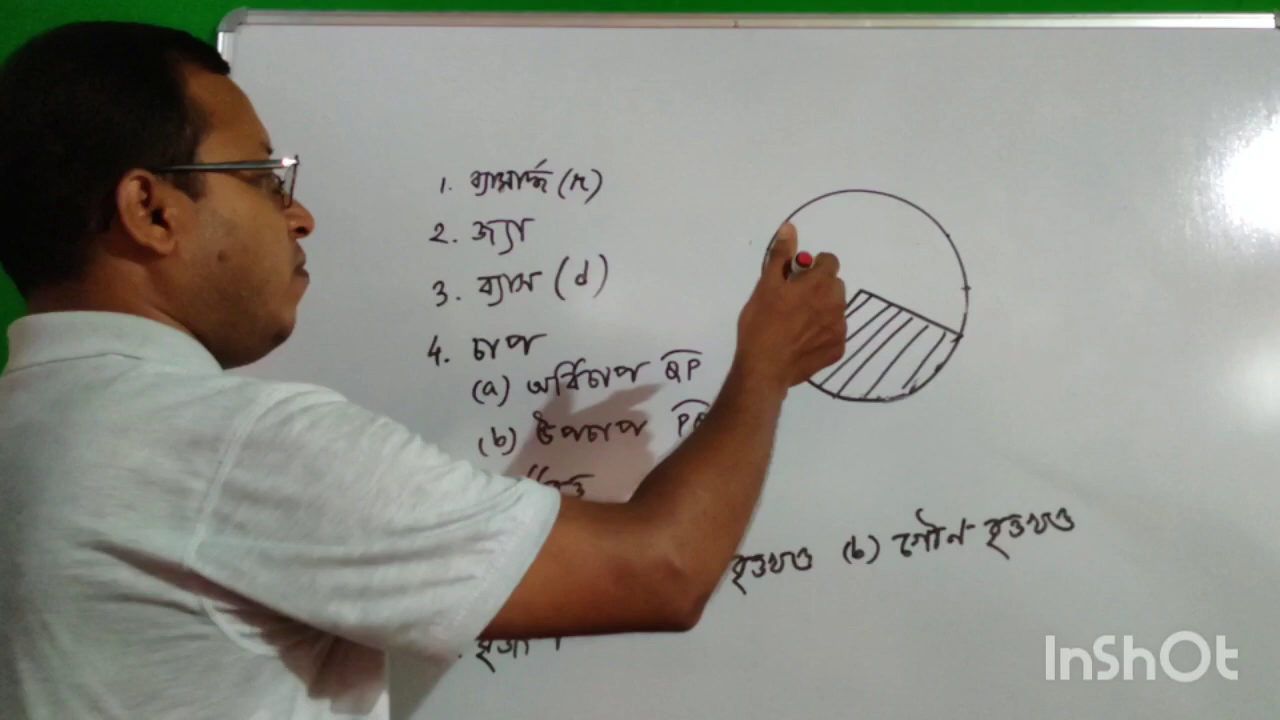 1. ব্যাসার্দ্ধ (r)
2. জ্যা
3. ব্যাস (d)
4. চাপ
(a) অধিচাপ QP
(b) উপচাপ
বৃত্তখণ্ড (b) গৌণ বৃত্তখণ্ড
InShOt